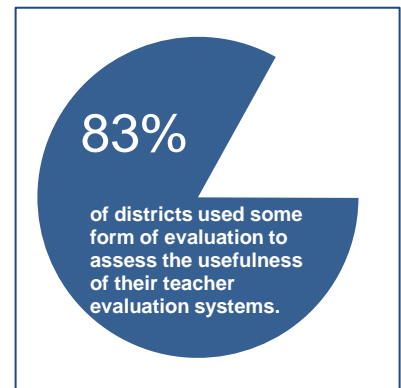 83%
of districts used some
form of evaluation to
assess the usefulness
of their teacher
evaluation systems.